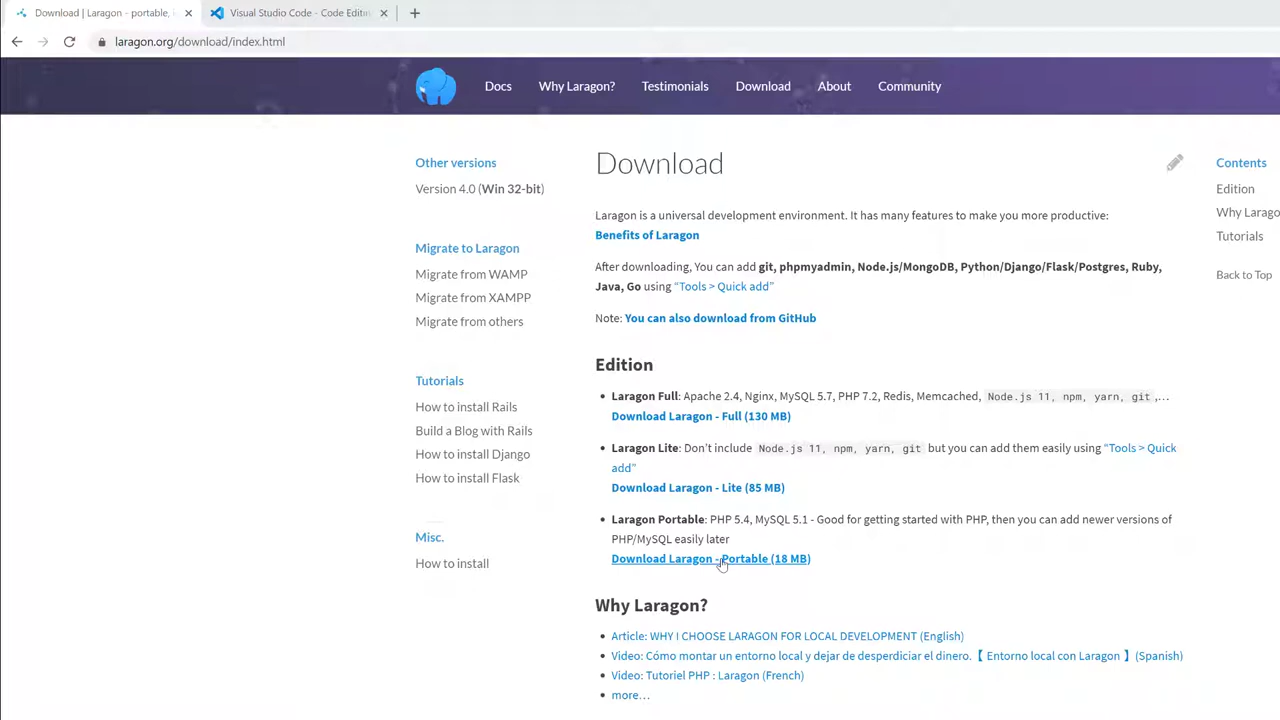 Download | Laragon - portable,
Visual Studio Code - Code Editin
laragon.org/download/index.html
Docs
Why Laragon?
Testimonials
Download
About
Community
Other versions
Version 4.0 (Win 32-bit)
Migrate to Laragon
Migrate from WAMP
Migrate from XAMPP
Migrate from others
Tutorials
How to install Rails
Build a Blog with Rails
How to install Django
How to install Flask
Misc.
How to install
Download
Laragon is a universal development environment. It has many features to make you more productive:
Benefits of Laragon
After downloading, You can add git, phpmyadmin, Node.js/MongoDB, Python/Django/Flask/Postgres, Ruby,
Java, Go using “Tools > Quick add”
Note: You can also download from GitHub
Edition
• Laragon Full: Apache 2.4, Nginx, MySQL 5.7, PHP 7.2, Redis, Memcached, Node.js 11, npm, yarn, git,…
Download Laragon - Full (130 MB)
• Laragon Lite: Don’t include Node.js 11, npm, yarn, git but you can add them easily using “Tools > Quick
add”
Download Laragon - Lite (85 MB)
• Laragon Portable: PHP 5.4, MySQL 5.1 - Good for getting started with PHP, then you can add newer versions of
PHP/MySQL easily later
Download Laragon - Portable (18 MB)
Why Laragon?
• Article: WHY I CHOOSE LARAGON FOR LOCAL DEVELOPMENT (English)
• Video: Cómo montar un entorno local y dejar de desperdiciar el dinero.【 Entorno local con Laragon 】(Spanish)
• Video: Tutoriel PHP : Laragon (French)
• more…
Contents
Edition
Why Larago
Tutorials
Back to Top